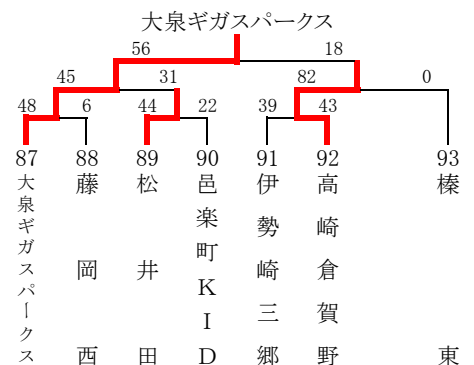 大泉ギガスパークス
56 18
45 31 82 0
48 6 44 22 39 43
87 88 89 90 91 92 93
大泉ギガスパークス
藤岡西
松井田
邑楽町KID
伊勢崎三郷
高崎倉賀野
榛東